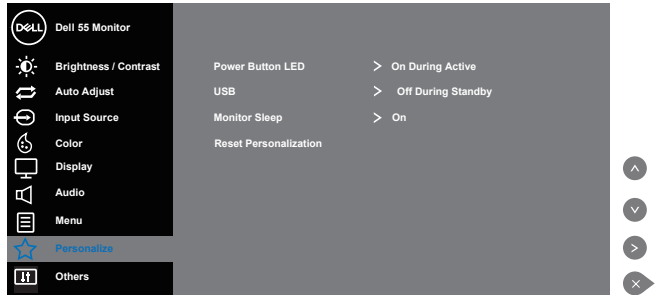 DELL Dell 55 Monitor
Brightness / Contrast Power Button LED > On During Active
Auto Adjust USB > Off During Standby
Input Source Monitor Sleep > On
Color Reset Personalization
Display
Audio
Menu
Personalize
Others